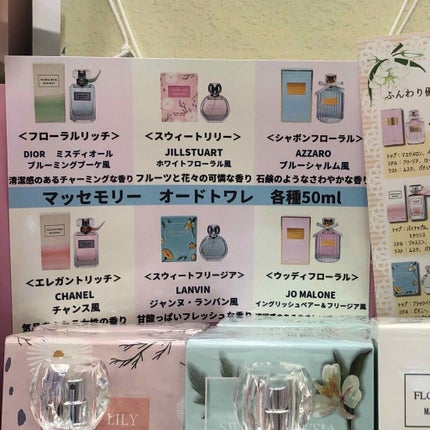 <フローラルリッチ>
DIOR ミスディオール
ブルーミングブーケ風
清潔感のあるチャーミングな香り
<スウィートリリー>
JILLSTUART
ホワイトフローラル風
フルーツと花々の可憐な香り
<シャボンフローラル>
AZZARO
ブルーシャルム風
石鹸のようなさわやかな香り
マッセモリー オードトワレ 各種50ml
<エレガントリッチ>
CHANEL
チャンス風
<スウィートフリージア>
LANVIN
ジャンヌ・ランバン風
甘酸っぱいフレッシュな香り
<ウッディフローラル>
JO MALONE
イングリッシュペアー&フリージア風
ふんわり優
LILY
FLO